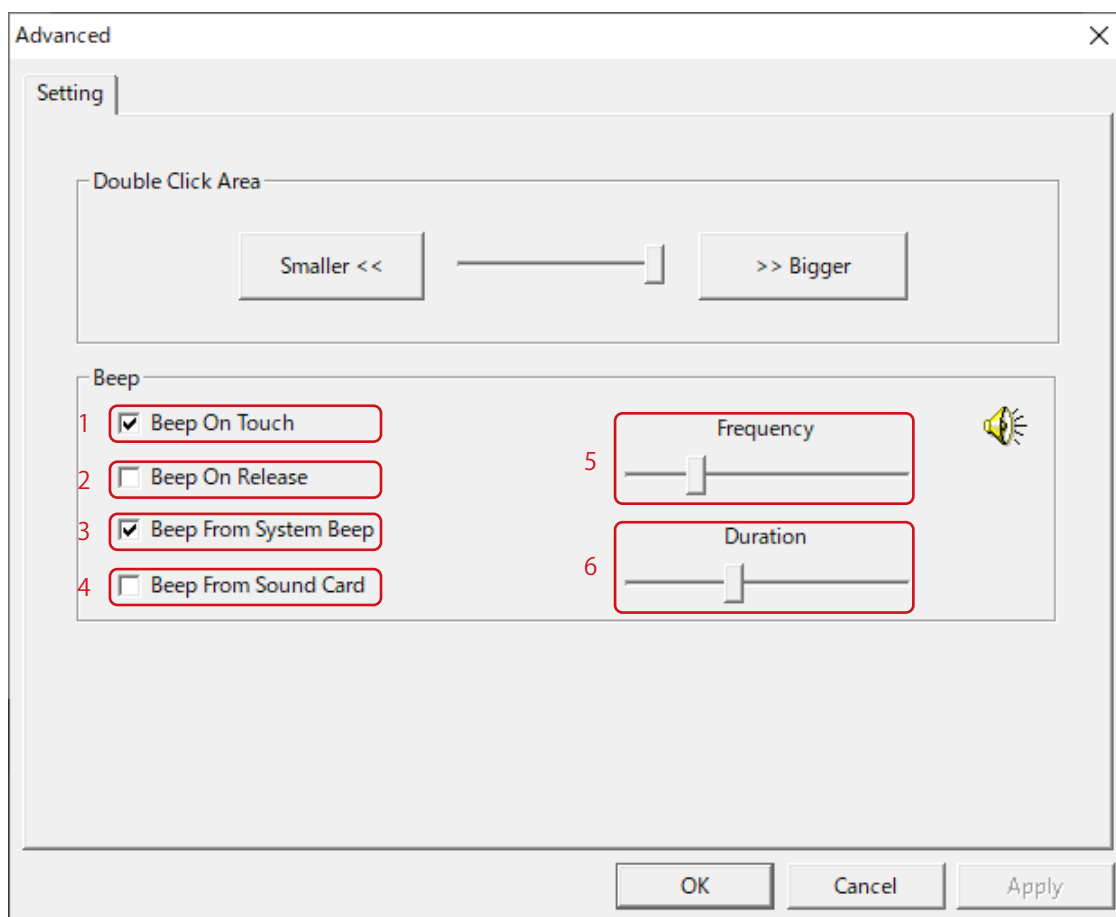 Advanced
Setting
Double Click Area
Smaller << >> Bigger
Beep
1 Beep On Touch
2 Beep On Release
3 Beep From System Beep
4 Beep From Sound Card
5 Frequency
6 Duration
OK Cancel Apply